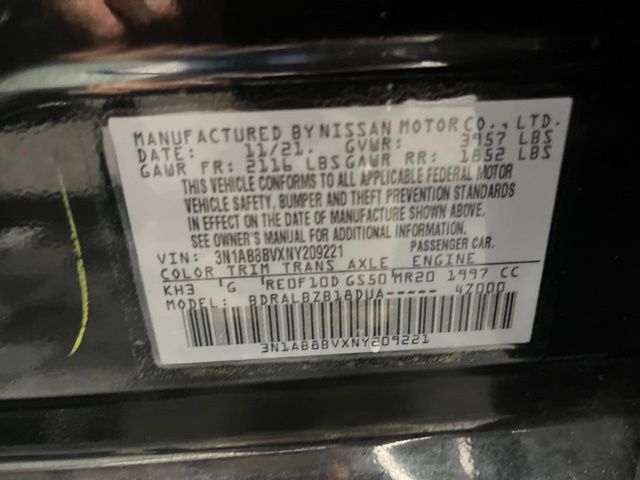 MANUFACTURED BY NISSAN MOTOR CO., LTD.
DATE: 11/21. GVWR: 3957 LBS
GAWR FR: 2116 LBS GAWR RR: 1852 LBS
THIS VEHICLE CONFORMS TO ALL APPLICABLE FEDERAL MOTOR
VEHICLE SAFETY, BUMPER AND THEFT PREVENTION STANDARDS
IN EFFECT ON THE DATE OF MANUFACTURE SHOWN ABOVE.
SEE OWNER'S MANUAL FOR ADDITIONAL INFORMATION.
VIN: 3N1AB8BVXNY209221 PASSENGER CAR.
COLOR TRIM TRANS AXLE ENGINE
KH3 G RE0F10D GS50 MR20 1997 CC
MODEL: BDRALBZB18DUA----- 4Z000
3N1AB8BVXNY209221